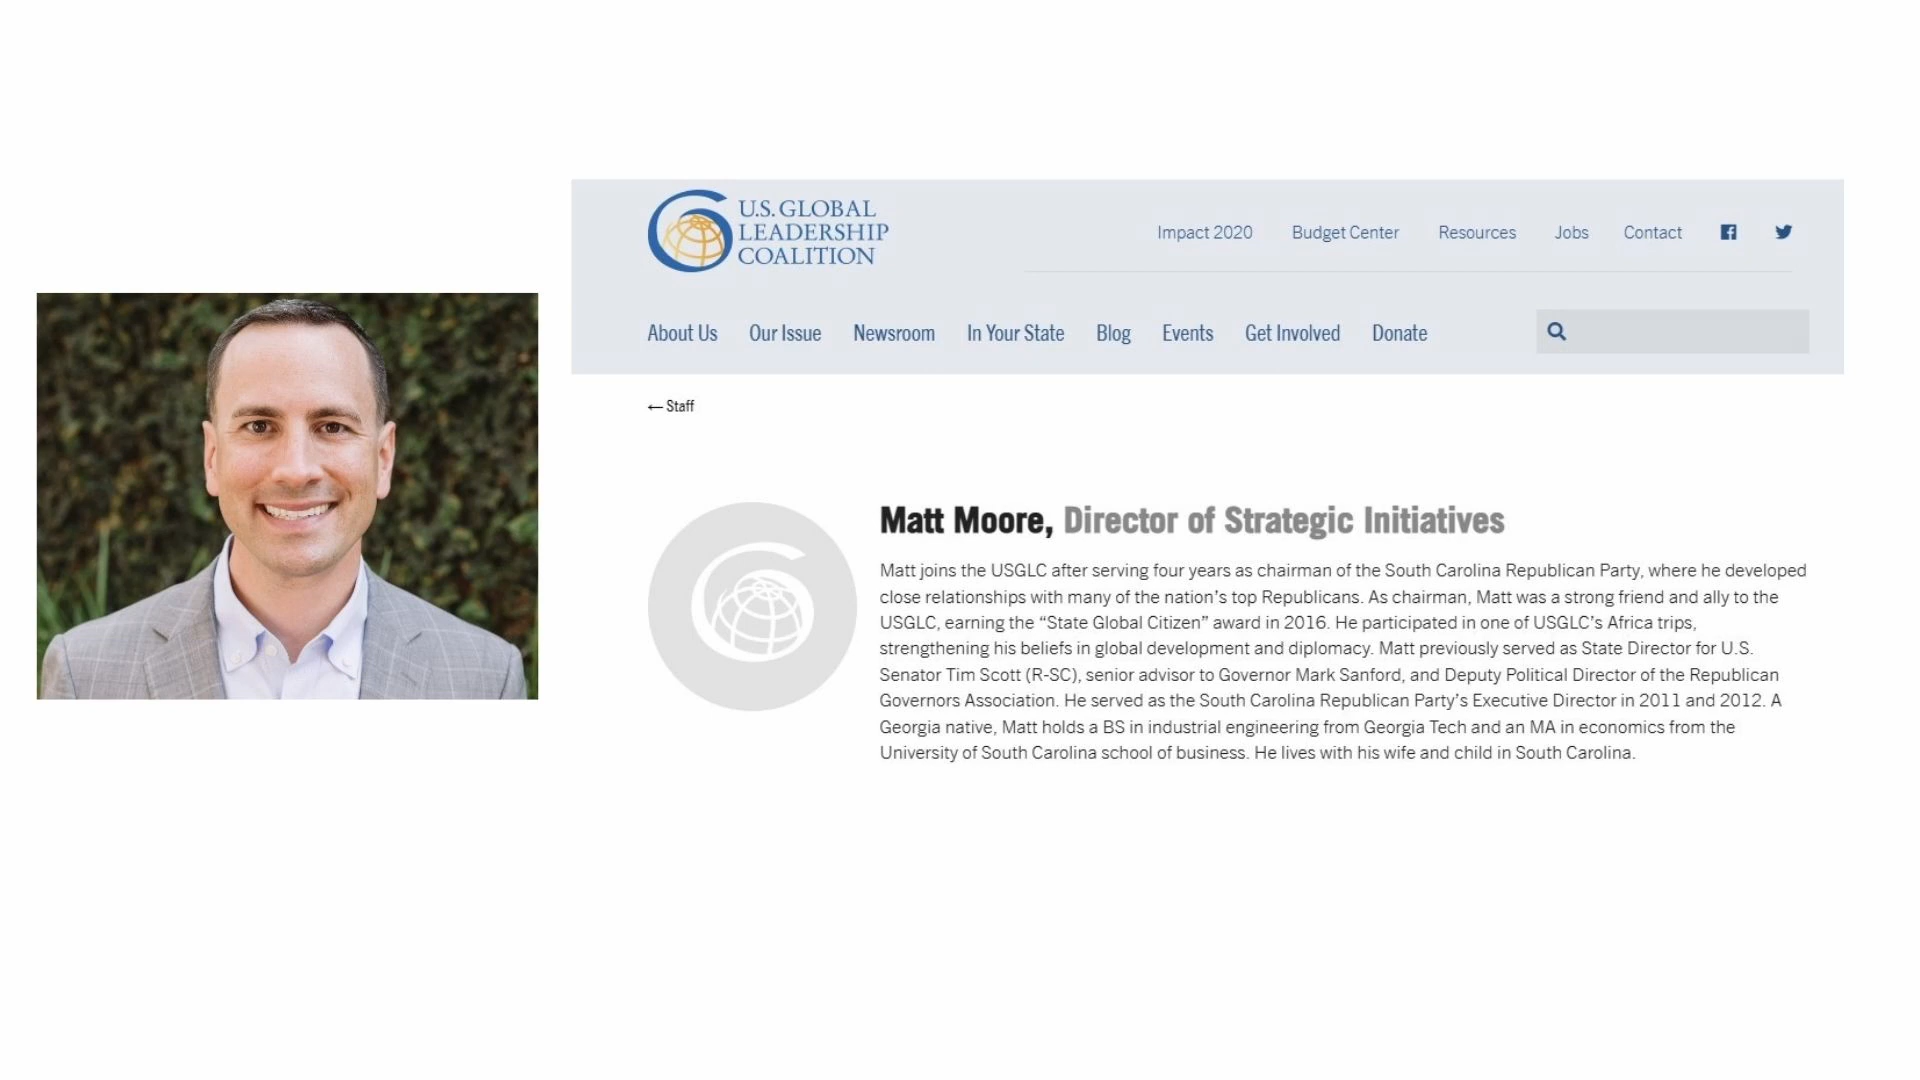 U.S. GLOBAL
LEADERSHIP
COALITION
Impact 2020 Budget Center Resources Jobs Contact
About Us Our Issue Newsroom In Your State Blog Events Get Involved Donate
← Staff
Matt Moore, Director of Strategic Initiatives
Matt joins the USGLC after serving four years as chairman of the South Carolina Republican Party, where he developed
close relationships with many of the nation's top Republicans. As chairman, Matt was a strong friend and ally to the
USGLC, earning the “State Global Citizen” award in 2016. He participated in one of USGLC's Africa trips,
strengthening his beliefs in global development and diplomacy. Matt previously served as State Director for U.S.
Senator Tim Scott (R-SC), senior advisor to Governor Mark Sanford, and Deputy Political Director of the Republican
Governors Association. He served as the South Carolina Republican Party's Executive Director in 2011 and 2012. A
Georgia native, Matt holds a BS in industrial engineering from Georgia Tech and an MA in economics from the
University of South Carolina school of business. He lives with his wife and child in South Carolina.